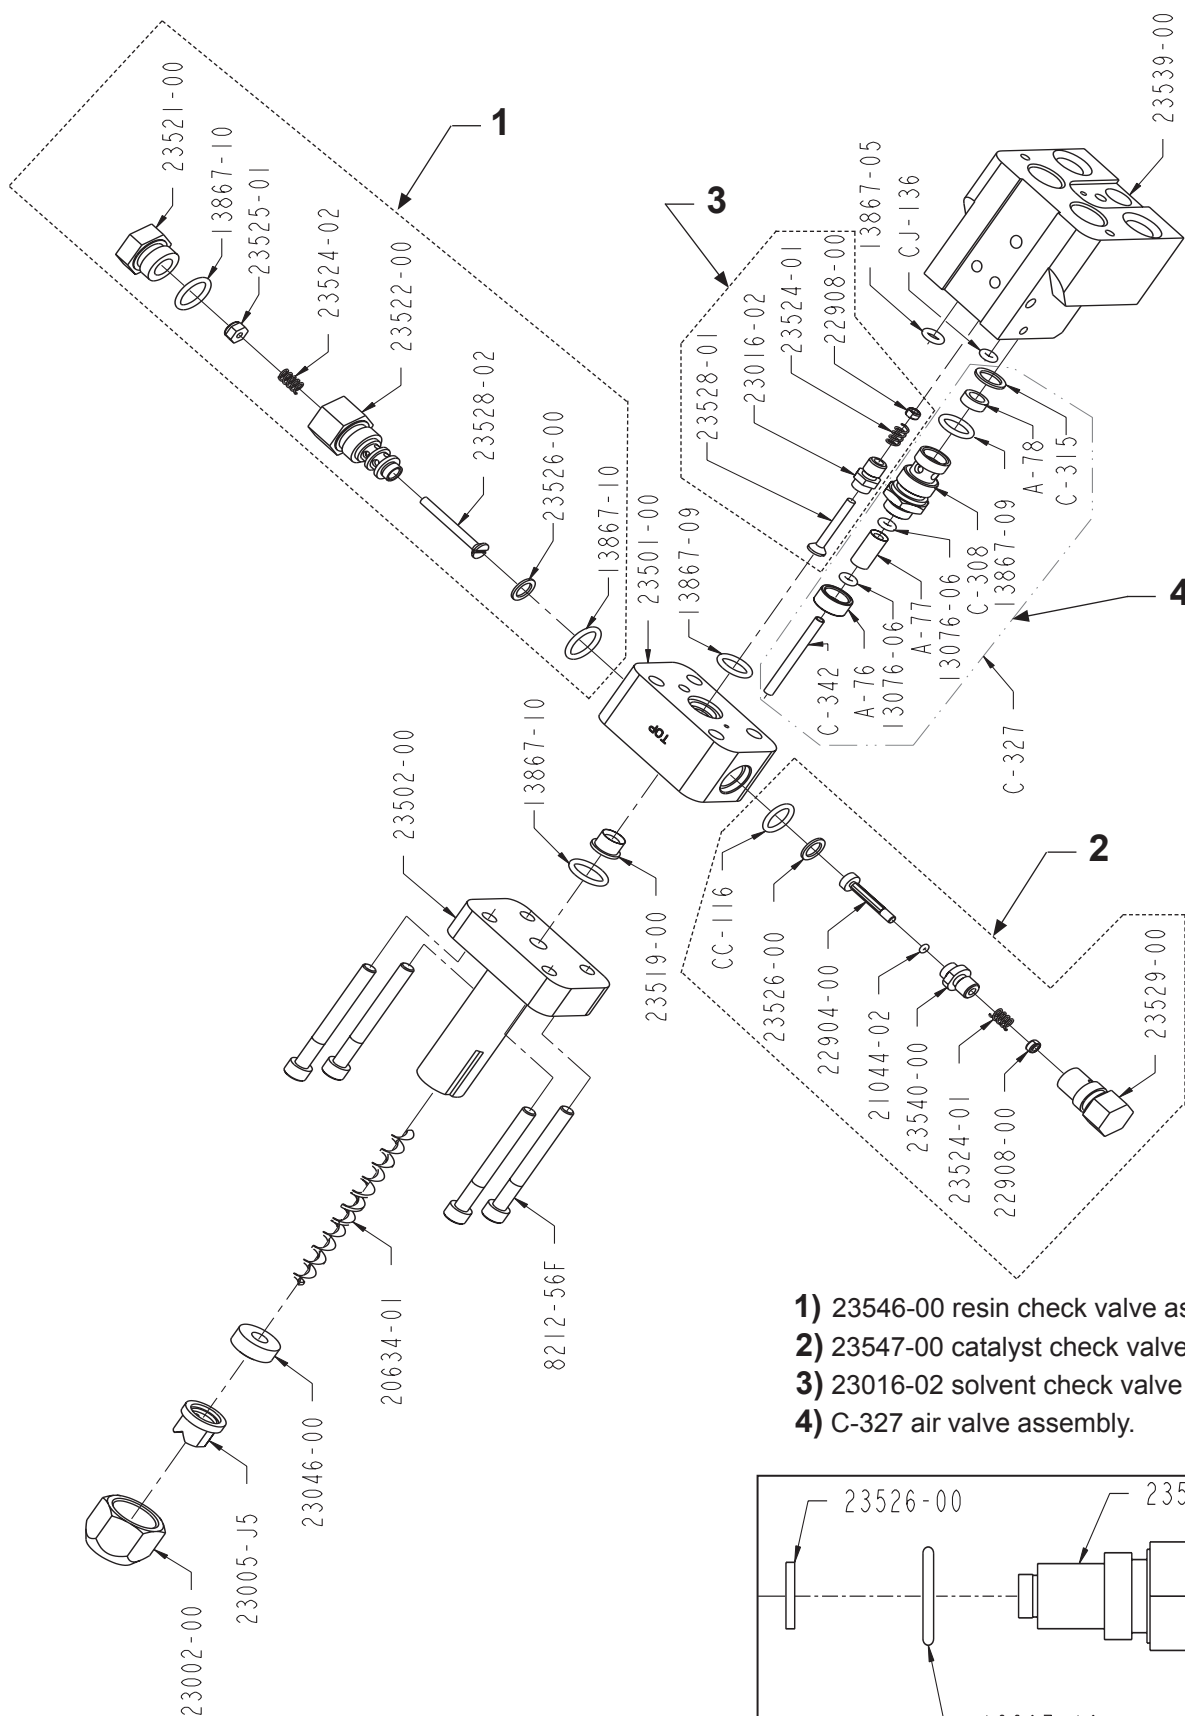 23521-00
13867-10
23525-01
23524-02
23522-00
23528-02
23526-00
13867-10
23501-00
13867-09
1
3
23528-01
23016-02
23524-01
22908-00
13867-05
CJ-136
23539-00
C-315
A-78
13867-09
C-308
13076-06
A-77
13076-06
A-76
C-342
4
C-327
TOP
23502-00
13867-10
23519-00
2
CC-116
23526-00
22904-00
21044-02
23540-00
23524-01
22908-00
23529-00
8212-56F
20634-01
23046-00
23005-J5
23002-00
1) 23546-00 resin check valve
2) 23547-00 catalyst check valve
3) 23016-02 solvent check valve
4) C-327 air valve assembly.
23526-00